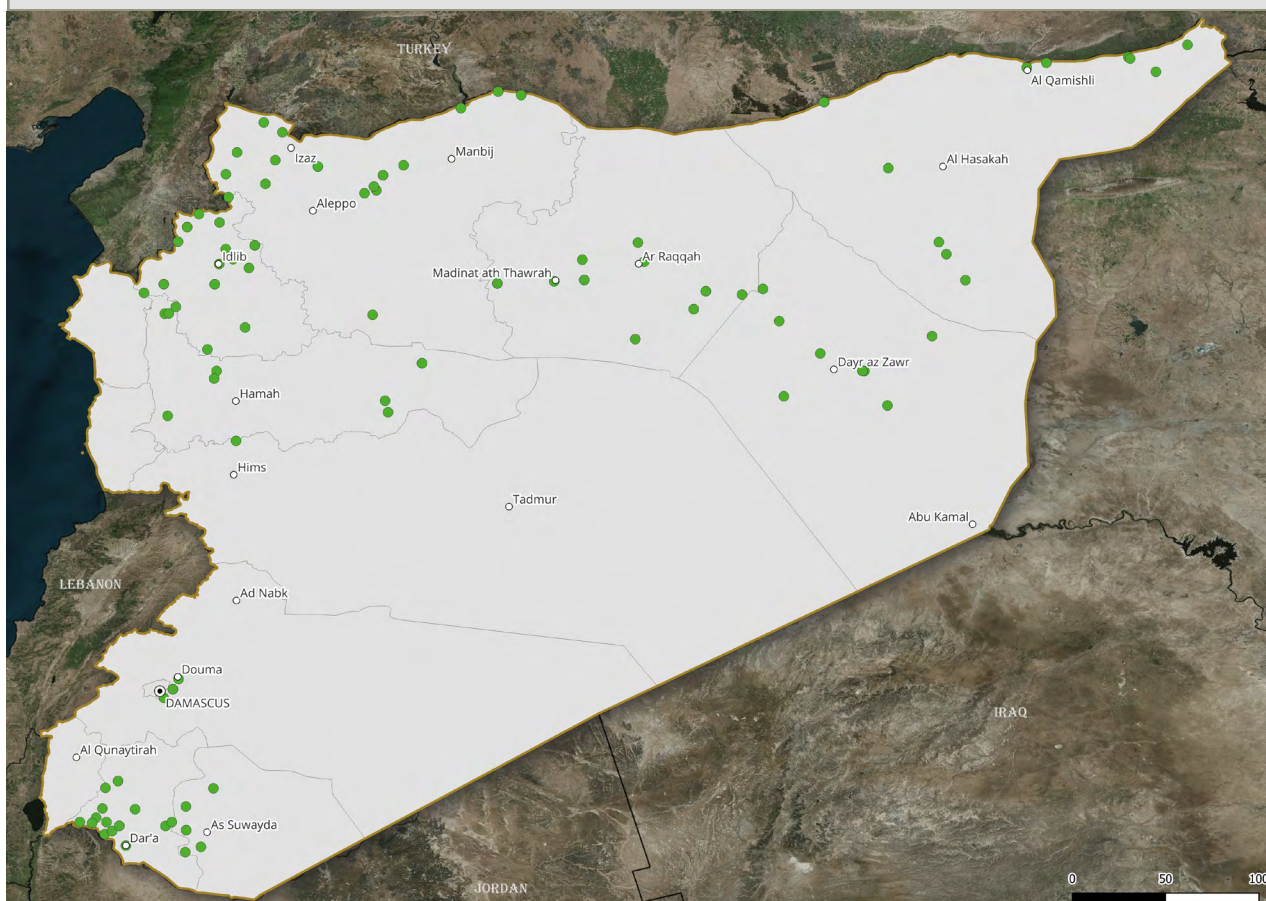 TURKEY
Al Qamishli
Izaz
Manbij
Al Hasakah
Aleppo
Idlib
Ar Raqqah
Madinat ath Thawrah
Dayr az Zawr
Hamah
Hims
Tadmur
Abu Kamal
LEBANON
Ad Nabk
Douma
DAMASCUS
IRAQ
Al Qunaytirah
As Suwayda
Dar'a
JORDAN
0 50 100